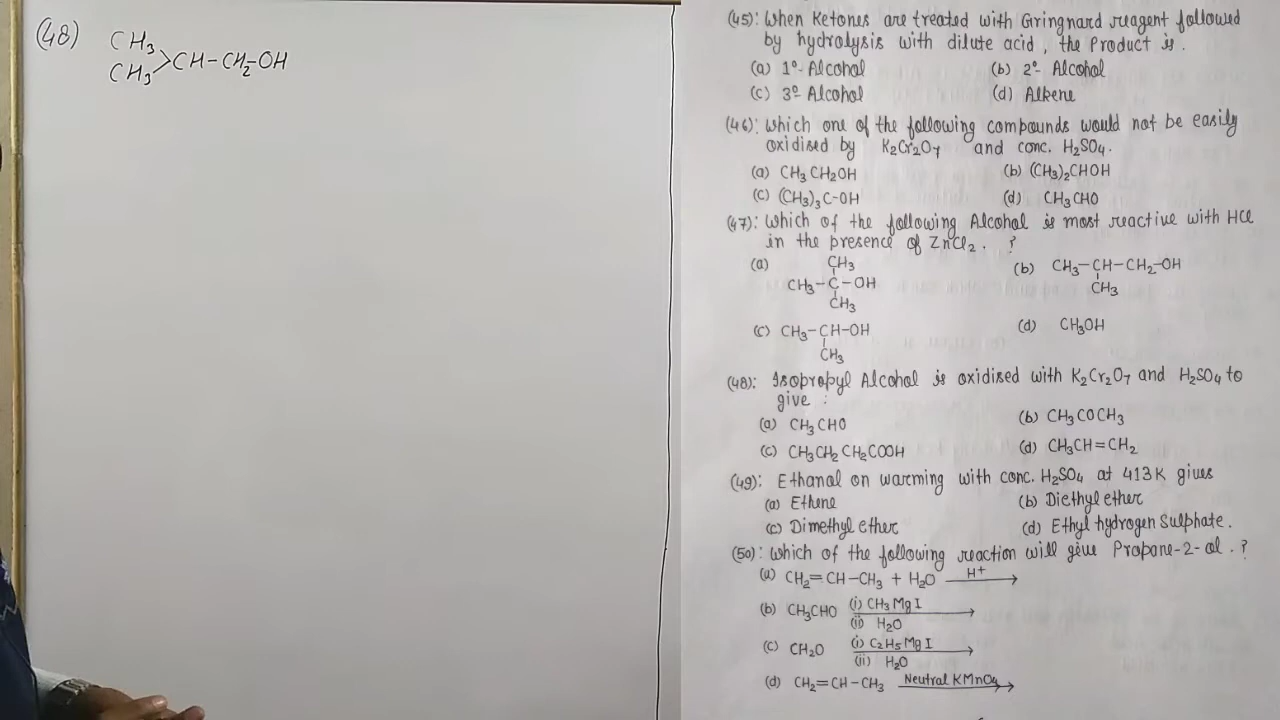 (48) CH3
CH3 >CH-CH2-OH
(45): When Ketones are treated with Gringnard reagent followed
by hydrolysis with dilute acid, the Product is.
(a) 1º-Alcohol (b) 2º- Alcohol
(c) 3º Alcohol (d) Alkene
(46): Which one of the following compounds would not be easily
oxidised by K2Cr2O7 and conc. H2SO4.
(a) CH3CH2OH (b) (CH3)2CHOH
(c) (CH3)3C-OH (d) CH3CHO
(47): Which of the following Alcohol is most reactive with HCl
in the presence of ZnCl2. ?
(a) CH3
CH3-C-OH
CH3
(b) CH3-CH-CH2-OH
CH3
(c) CH3-CH-OH
CH3
(d) CH3OH
(48): Isopropyl Alcohol is oxidised with K2Cr2O7 and H2SO4 to
give :
(a) CH3CHO (b) CH3COCH3
(c) CH3CH2CH2COOH (d) CH3CH=CH2
(49): Ethanal on warming with conc. H2SO4 at 413K gives
(a) Ethene (b) Diethyl ether
(c) Dimethyl ether (d) Ethyl hydrogen Sulphate.
(50): Which of the following reaction will give Propane-2-ol. ?
(a) CH2=CH-CH3 + H2O H+ →
(b) CH3CHO (i) CH3MgI →
(ii) H2O
(c) CH2O (i) C2H5MgI →
(ii) H2O
(d) CH2=CH-CH3 Neutral KMnO4 →